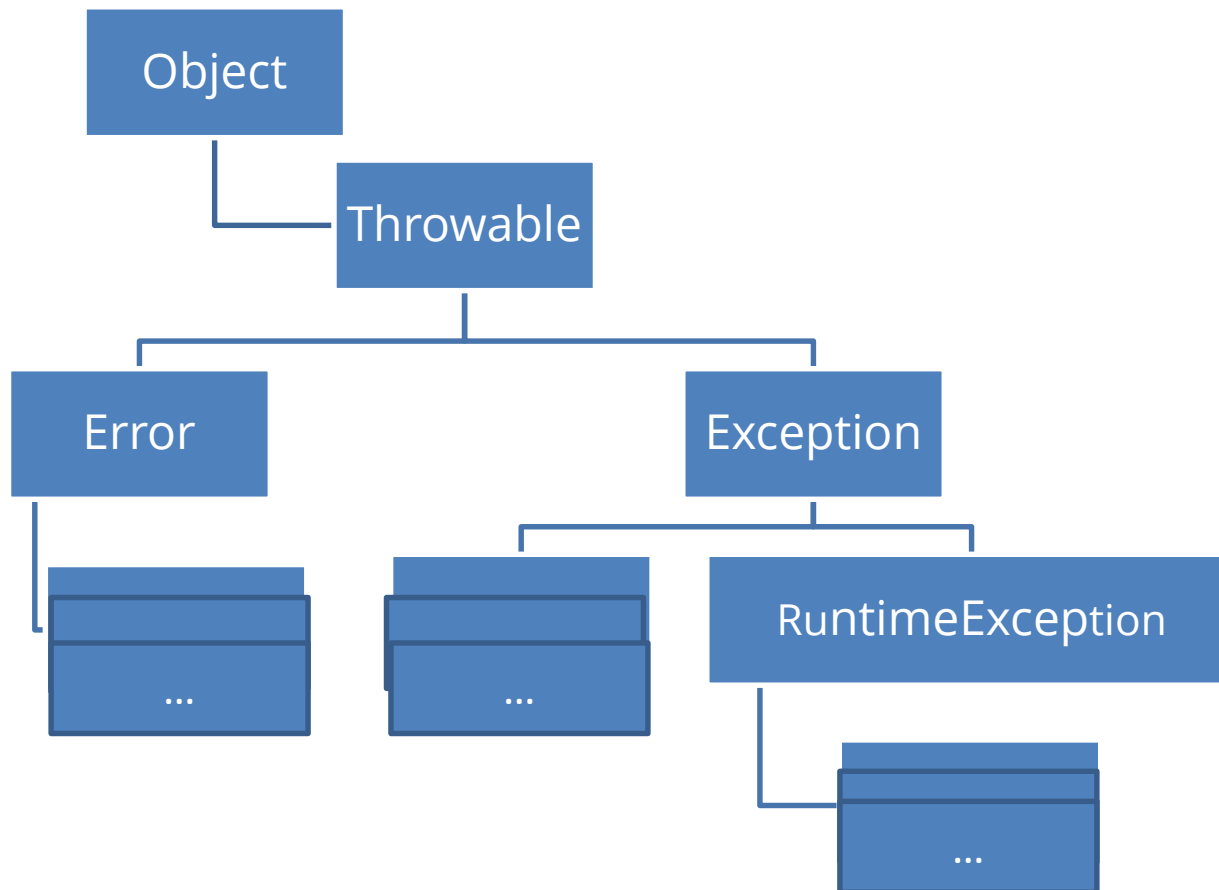 Object
Throwable
Error
Exception
RuntimeException
...
...
...